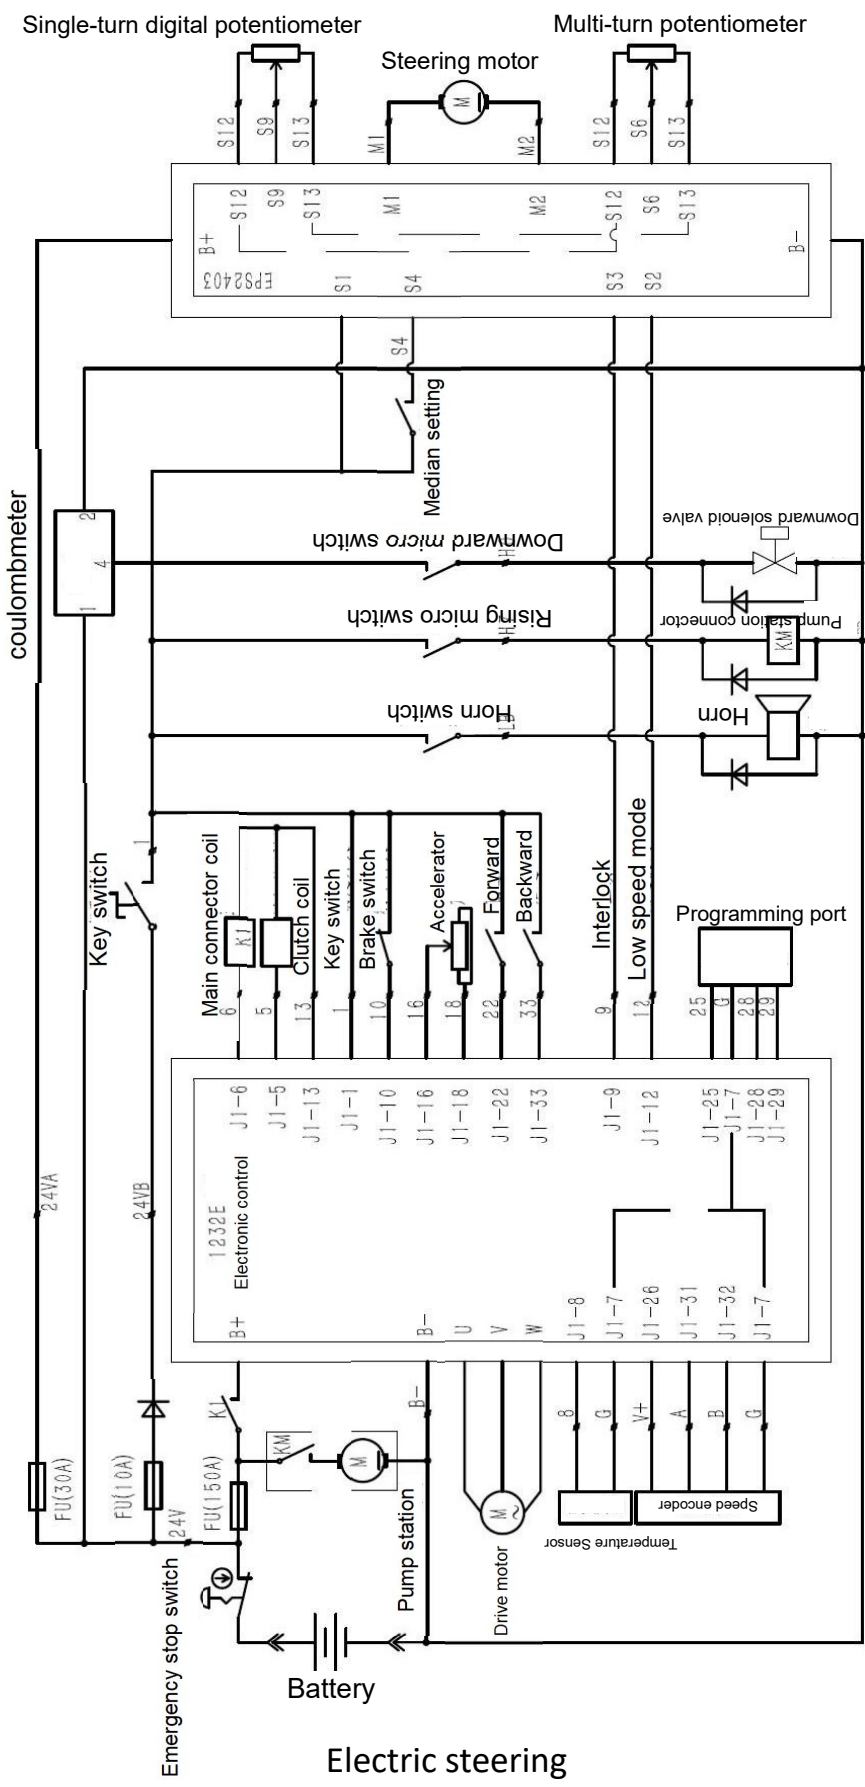 Single-turn digital potentiometer
Multi-turn potentiometer
Steering motor
M
S12
S9
S13
M1
M2
S12
S6
S13
S12
S9
S13
M1
M2
S12
S6
S13
B+
B-
EPS2403
S1
S4
S3
S2
S4
Median setting
coulombmeter
2
4
1
Downward micro switch
Downward solenoid valve
Rising micro switch
Pump station connector
KM
Horn switch
Horn
1
Key switch
Main connector coil
K1
Clutch coil
Key switch
Brake switch
Accelerator
Forward
Backward
Interlock
Low speed mode
Programming port
6
5
13
1
10
16
18
22
33
9
12
25
G
28
29
J1-6
J1-5
J1-13
J1-1
J1-10
J1-16
J1-18
J1-22
J1-33
J1-9
J1-12
J1-25
J1-7
J1-28
J1-29
24VA
24VB
1232E
Electronic control
B+
B-
U
V
W
J1-8
J1-7
J1-26
J1-31
J1-32
J1-7
K1
B-
8
G
V+
A
B
G
KM
M
FU(30A)
FU(10A)
24V
FU(150A)
Pump station
M
Drive motor
Temperature Sensor
Speed encoder
Emergency stop switch
Battery
Electric steering